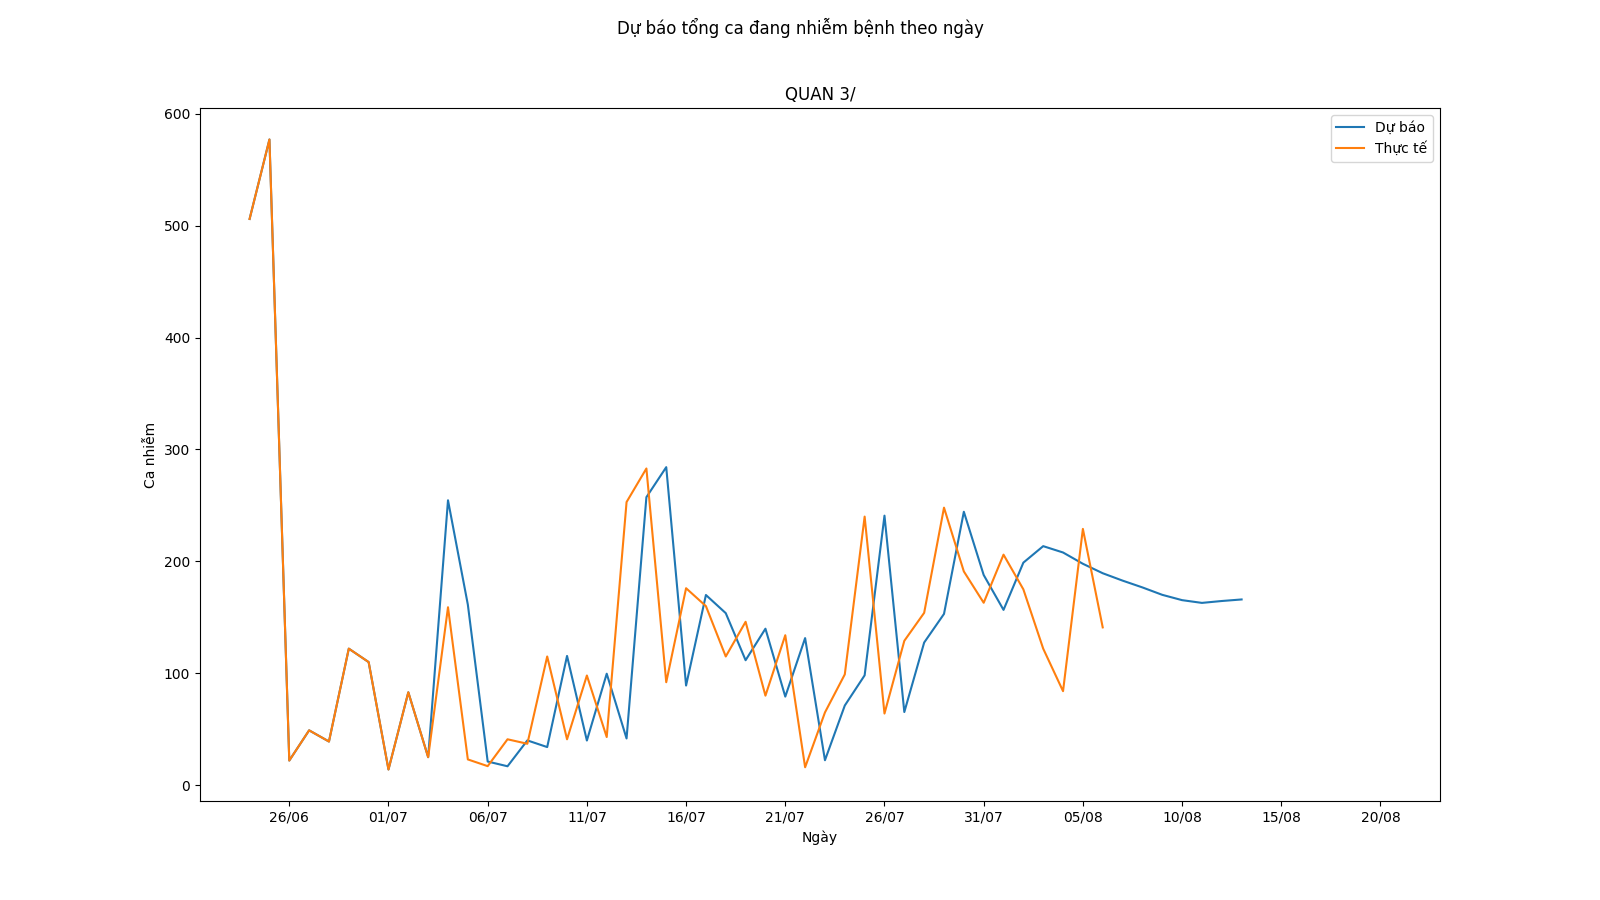 Dự báo tổng ca đang nhiễm bệnh theo ngày
QUAN 3/
600
500
400
300
200
100
0
Ca nhiễm
Dự báo
Thực tế
26/06 01/07 06/07 11/07 16/07 21/07 26/07 31/07 05/08 10/08 15/08 20/08
Ngày